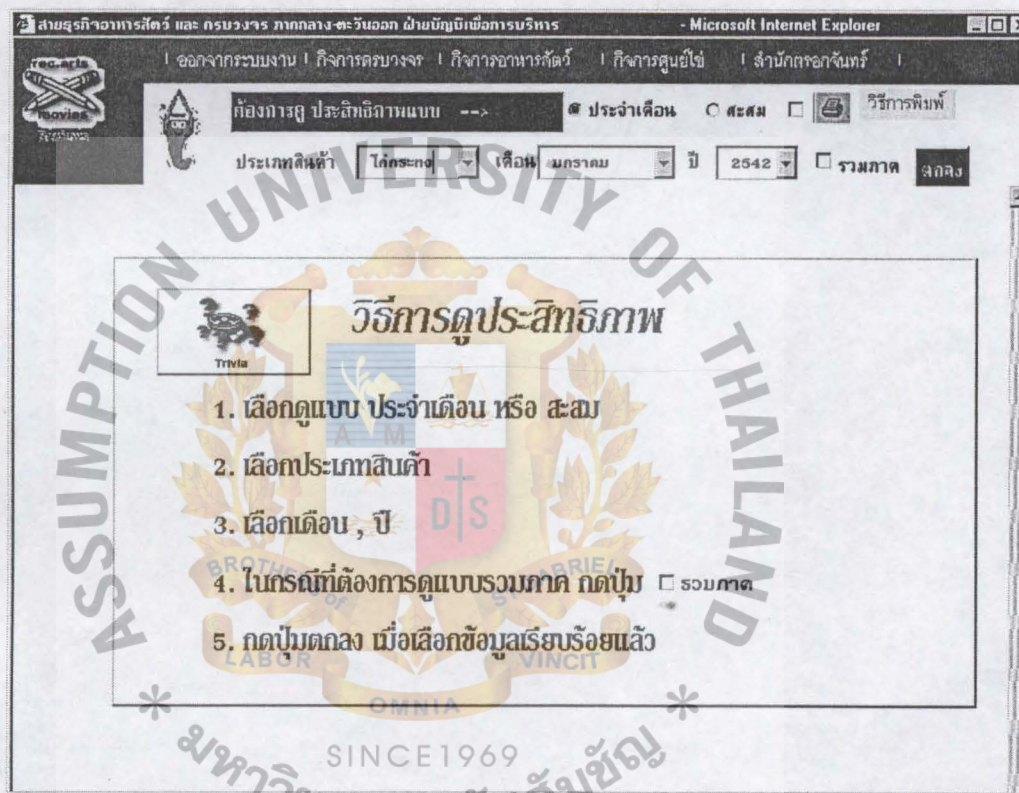 สายธุรกิจอาหารสัตว์ และ ครบวงจร ภาคกลาง-ตะวันออก ฝ่ายบัญชีเพื่อการบริหาร - Microsoft Internet Explorer
| ออกจากระบบงาน | กิจการครบวงจร | กิจการอาหารสัตว์ | กิจการศูนย์ไข่ | สำนักตรอกจันทร์ |
rec.arts
movies
Reviews
ต้องการดู ประสิทธิภาพแบบ --> ประจำเดือน สะสม วิธีการพิมพ์
ประเภทสินค้า ไก่กระทง เดือน มกราคม ปี 2542 รวมภาค ตกลง
วิธีการดูประสิทธิภาพ
Trivia
1. เลือกดูแบบ ประจำเดือน หรือ สะสม
2. เลือกประเภทสินค้า
3. เลือกเดือน , ปี
4. ในกรณีที่ต้องการดูแบบรวมภาค กดปุ่ม รวมภาค
5. กดปุ่มตกลง เมื่อเลือกข้อมูลเรียบร้อยแล้ว
ASSUMPTION UNIVERSITY OF THAILAND
A M
D S
BROTHERS OF ST GABRIEL
LABOR
OMNIA
VINCIT
SINCE1969